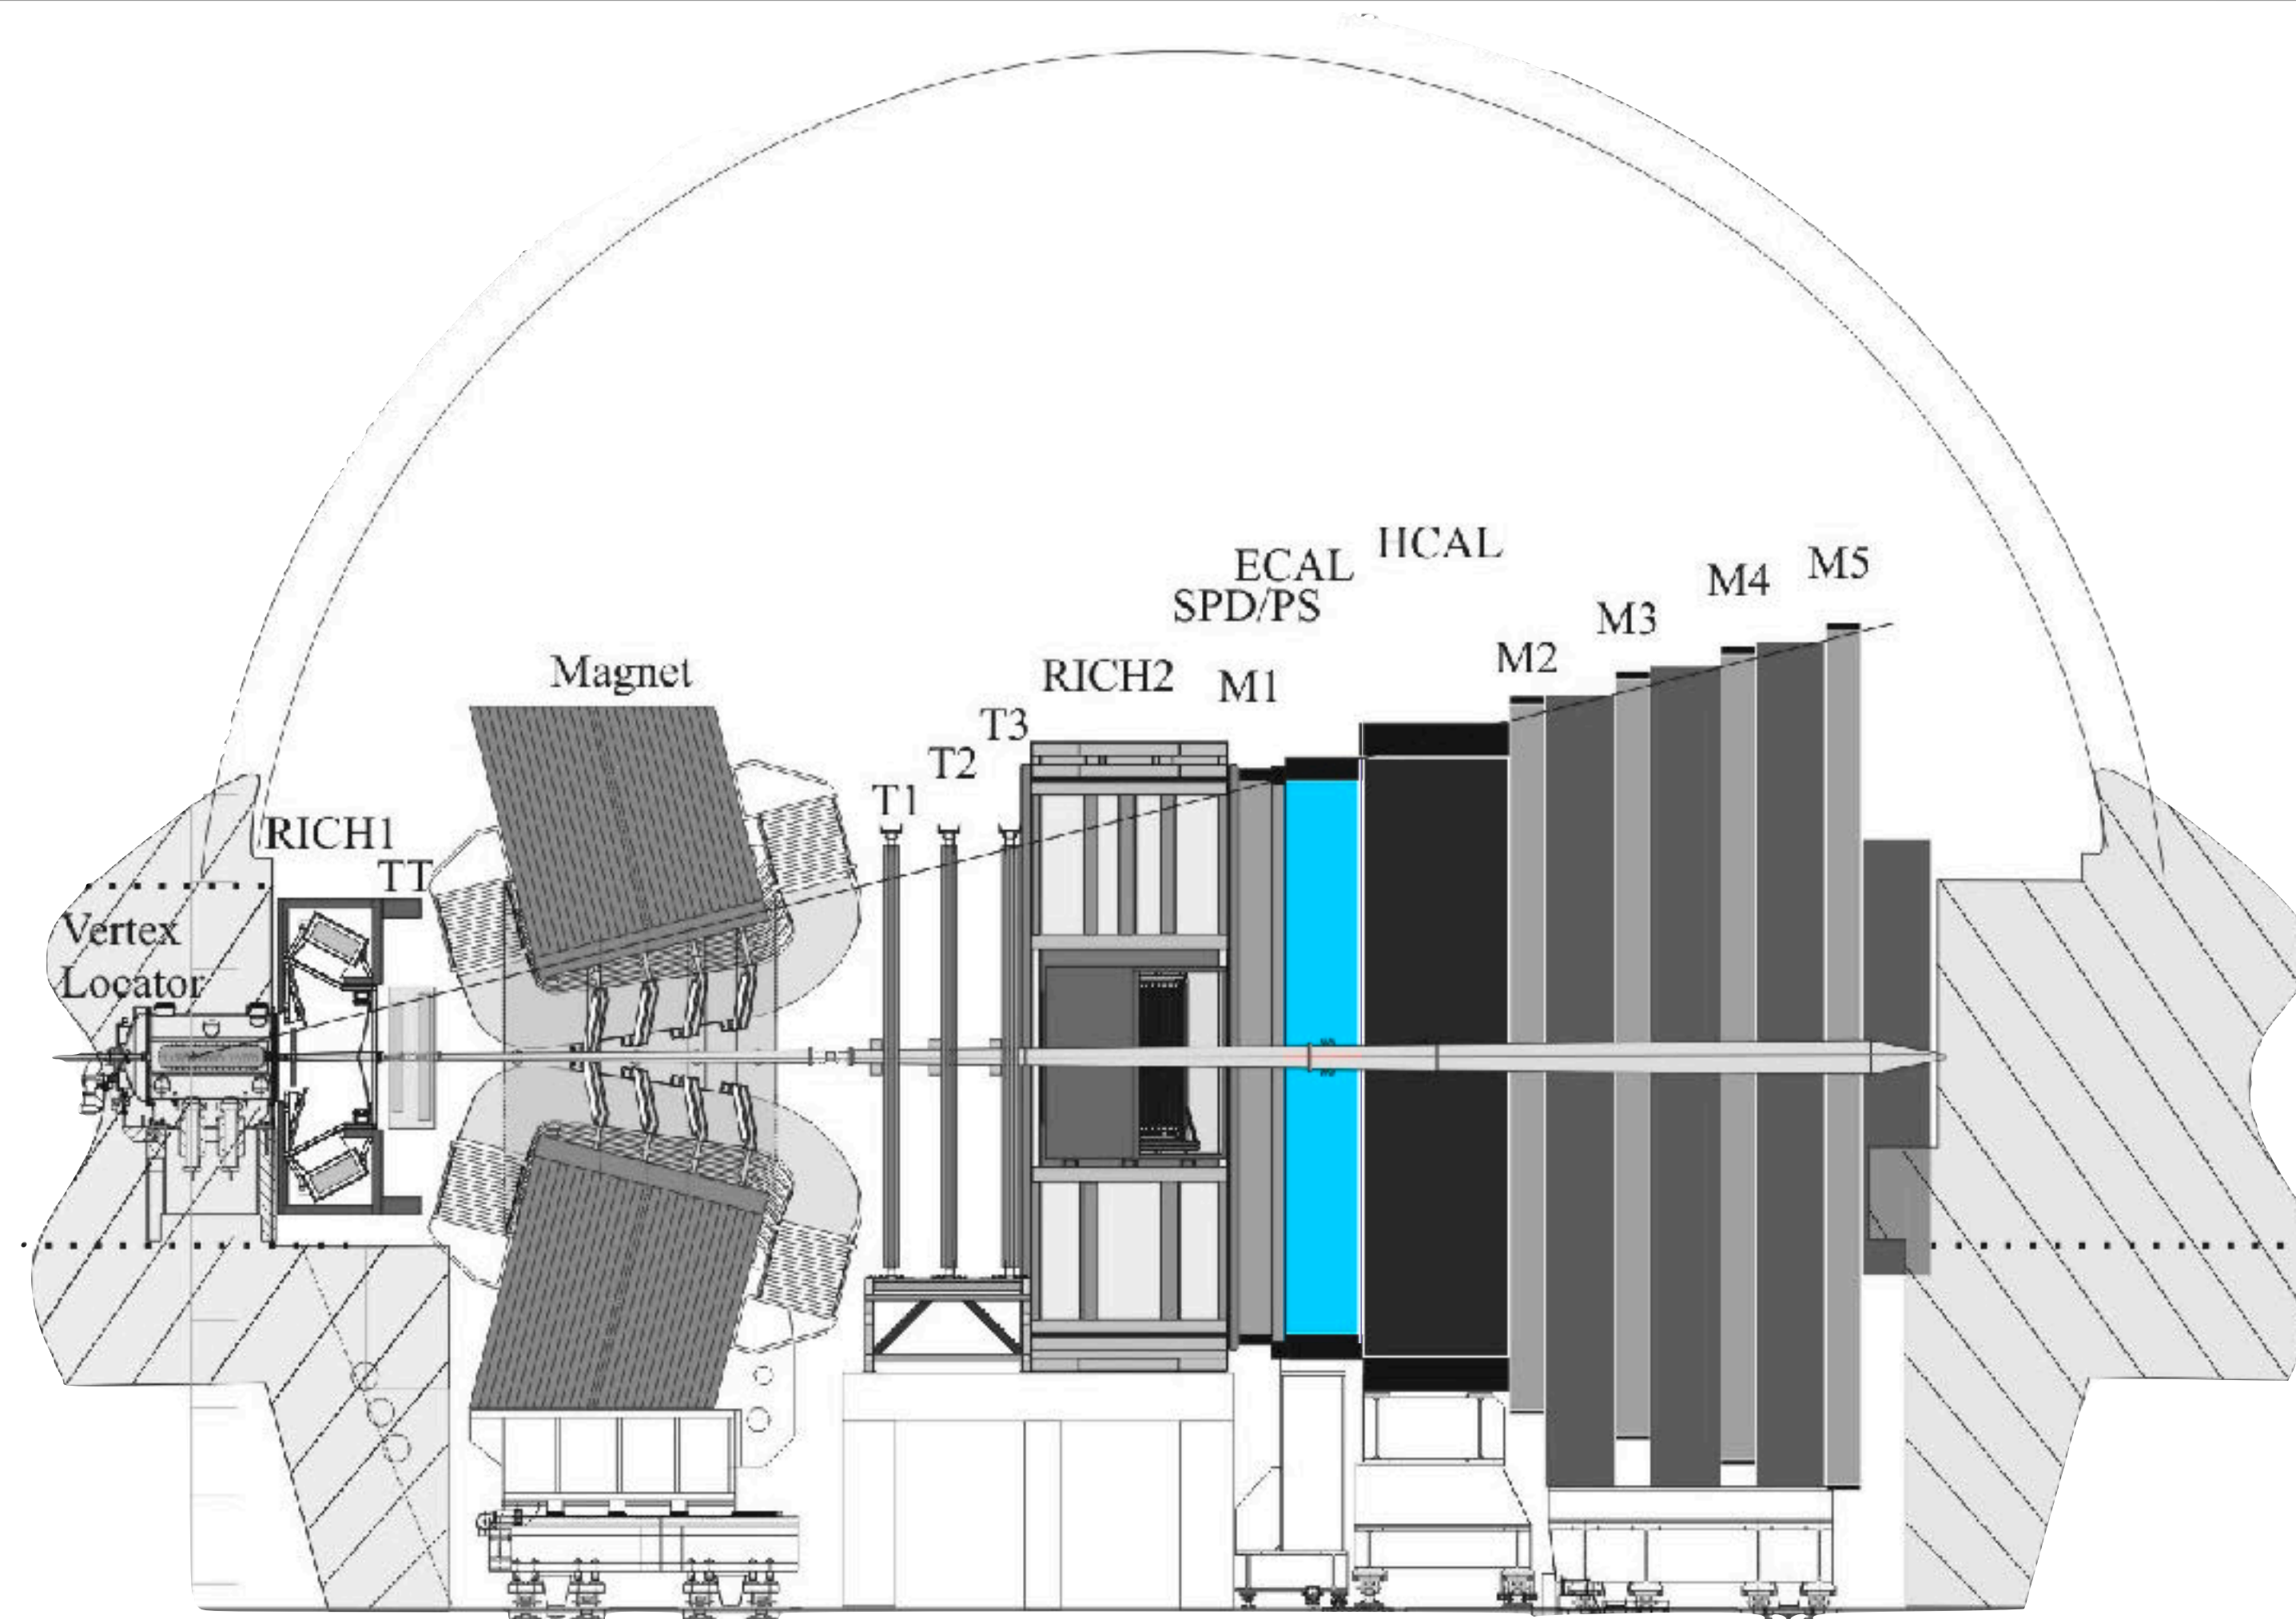 HCAL
ECAL
M5
M4
SPD/PS
M3
M2
Magnet
RICH2
M1
T3
T2
T1
RICH1
TT
Vertex
Locator